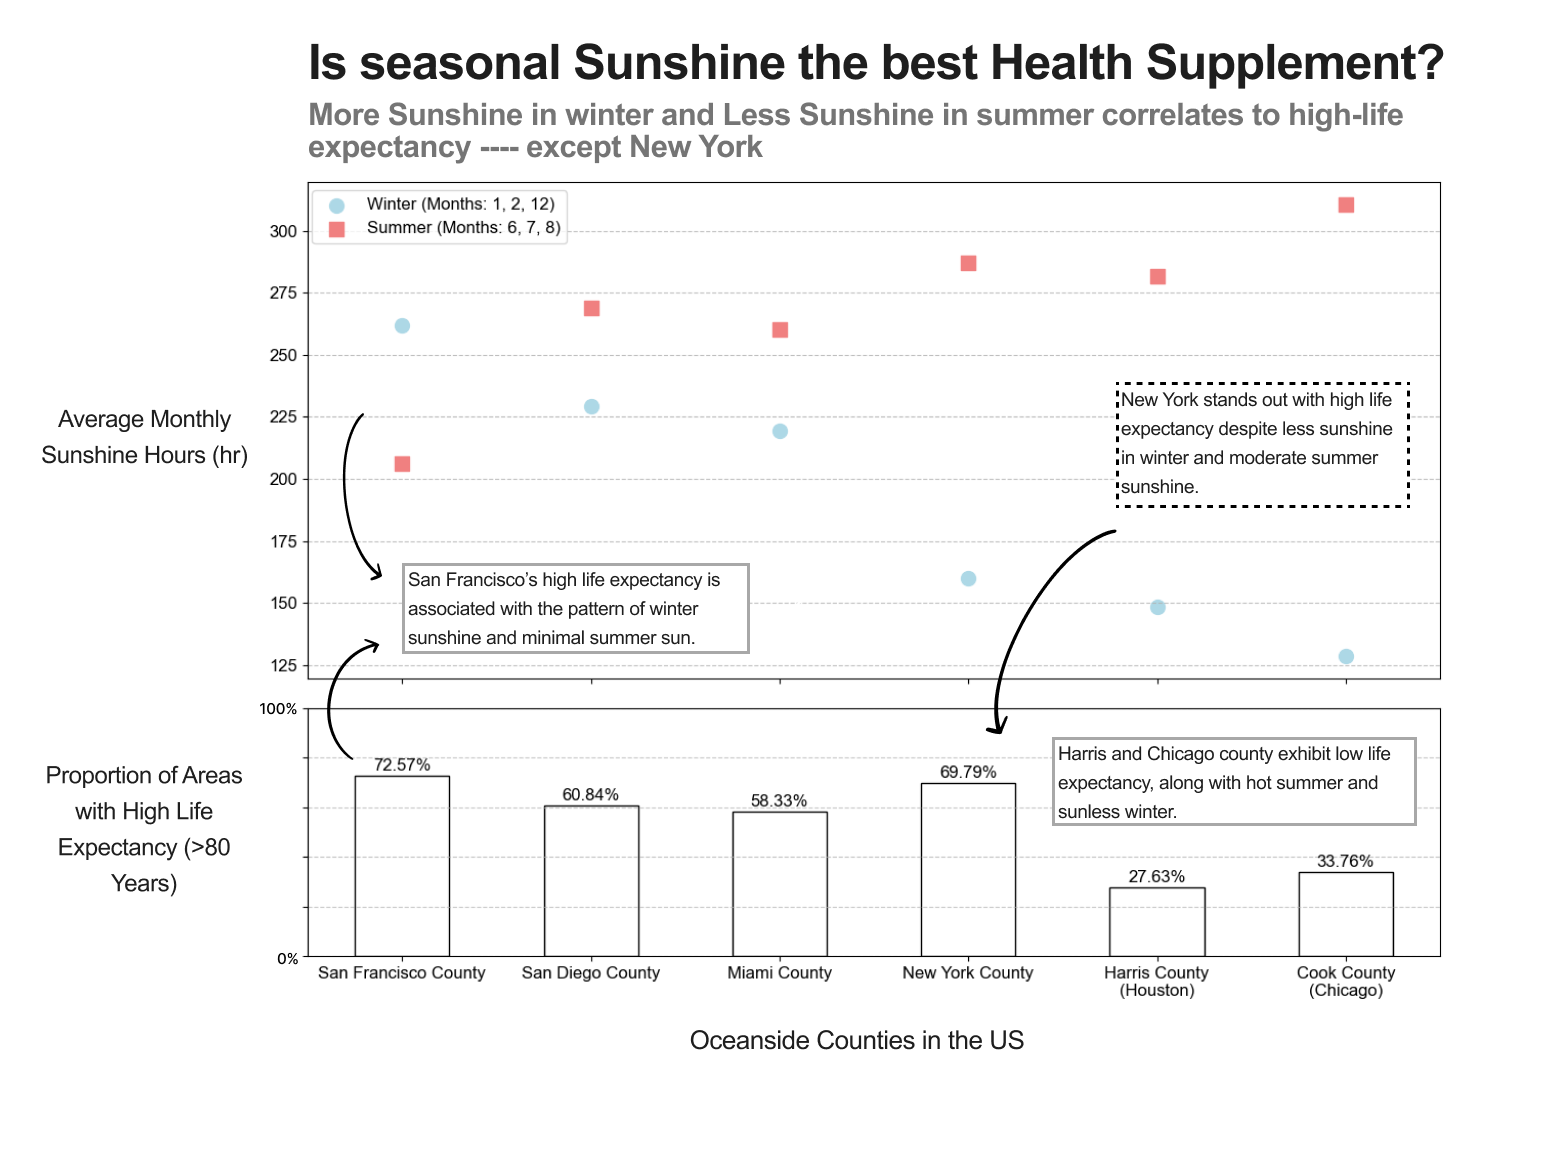 Is seasonal Sunshine the best Health Supplement?
More Sunshine in winter and Less Sunshine in summer correlates to high-life
expectancy ---- except New York
Winter (Months: 1, 2, 12)
Summer (Months: 6, 7, 8)
300
275
250
225
200
175
150
125
Average Monthly
Sunshine Hours (hr)
New York stands out with high life
expectancy despite less sunshine
in winter and moderate summer
sunshine.
San Francisco’s high life expectancy is
associated with the pattern of winter
sunshine and minimal summer sun.
100%
0%
Proportion of Areas
with High Life
Expectancy (>80
Years)
72.57%
60.84%
58.33%
69.79%
27.63%
33.76%
Harris and Chicago county exhibit low life
expectancy, along with hot summer and
sunless winter.
San Francisco County
San Diego County
Miami County
New York County
Harris County
(Houston)
Cook County
(Chicago)
Oceanside Counties in the US